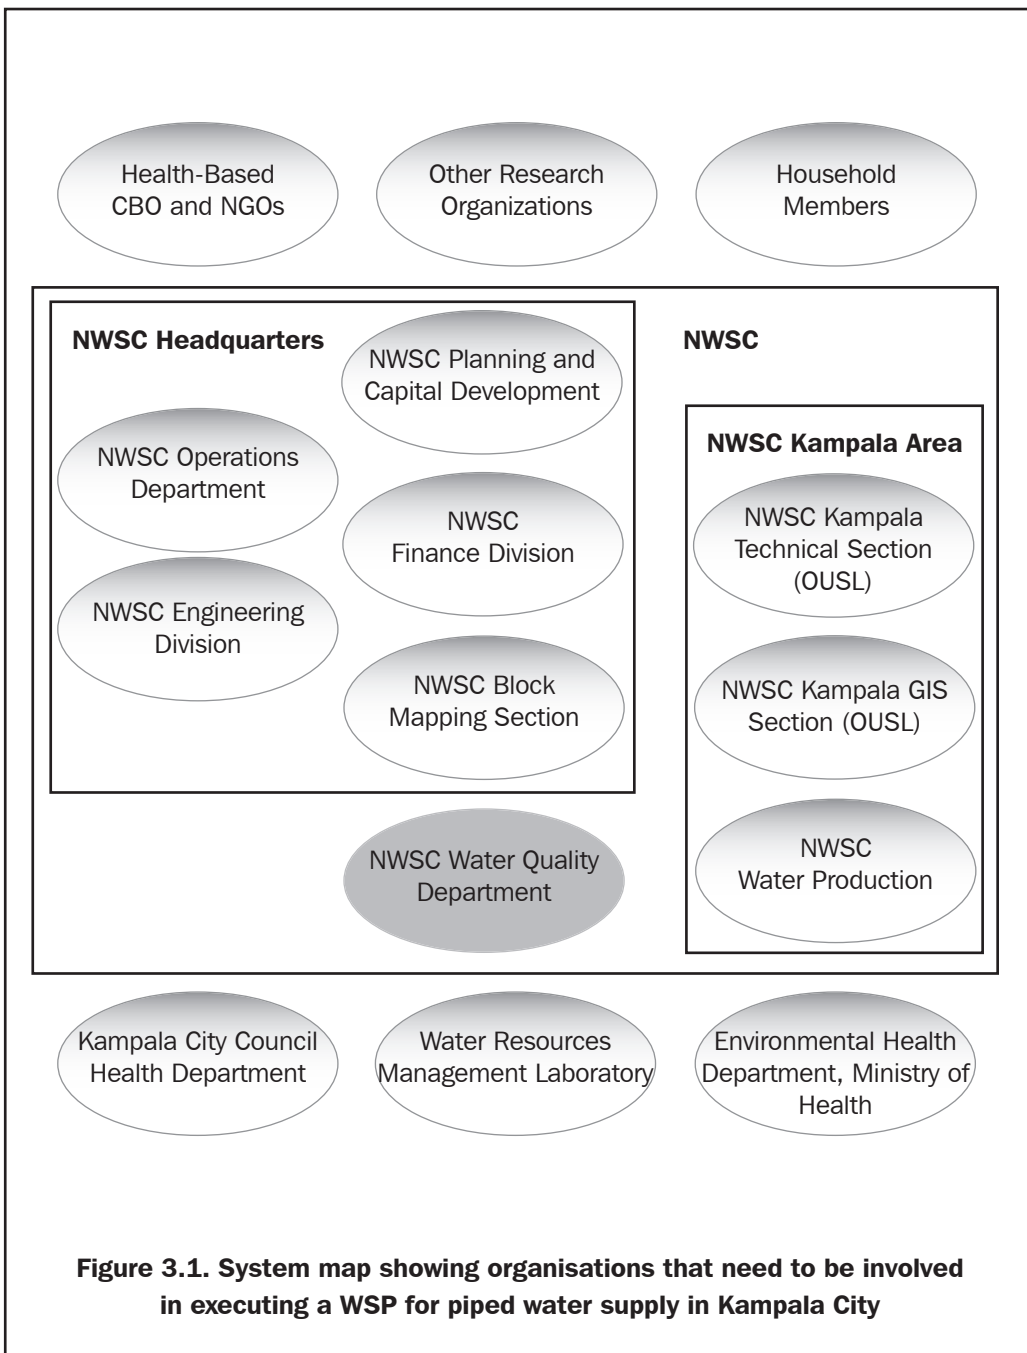 Health-Based
CBO and NGOs
Other Research
Organizations
Household
Members
NWSC Headquarters
NWSC
NWSC Planning and
Capital Development
NWSC Operations
Department
NWSC
Finance Division
NWSC Engineering
Division
NWSC Block
Mapping Section
NWSC Kampala Area
NWSC Kampala
Technical Section
(OUSL)
NWSC Kampala GIS
Section (OUSL)
NWSC
Water Production
NWSC Water Quality
Department
Kampala City Council
Health Department
Water Resources
Management Laboratory
Environmental Health
Department, Ministry of
Health
Figure 3.1. System map showing organisations that need to be involved
in executing a WSP for piped water supply in Kampala City